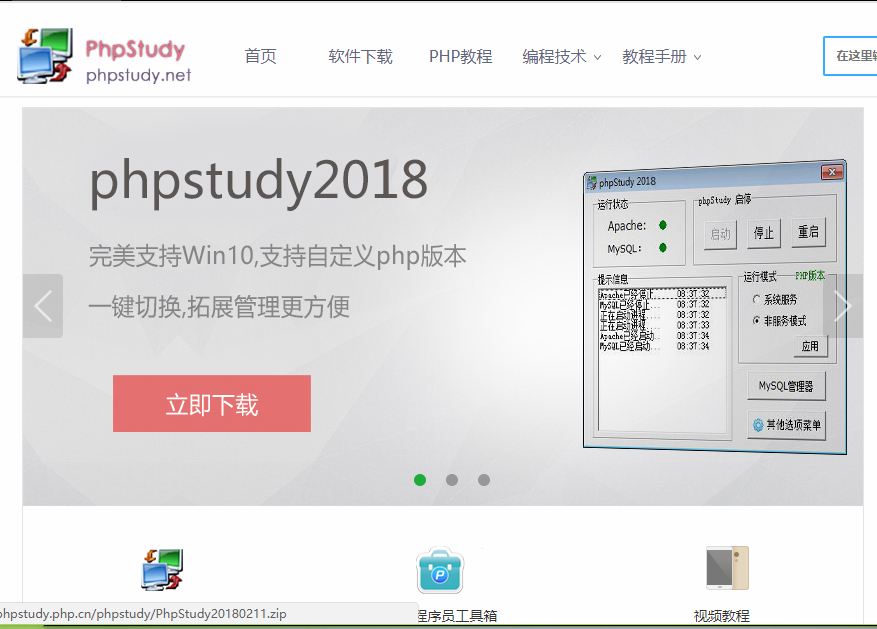 PhpStudy
phpstudy.net
首页
软件下载
PHP教程
编程技术
教程手册
在这里
phpstudy2018
完美支持Win10,支持自定义php版本
一键切换,拓展管理更方便
立即下载
phpStudy 2018
运行状态
Apache:
MySQL:
phpStudy 启停
启动
停止
重启
提示信息
Apache已经停止... 08:37:32
MySQL已经停止... 08:37:32
正在启动进程... 08:37:32
正在启动进程... 08:37:33
Apache已经启动... 08:37:34
MySQL已经启动... 08:37:34
运行模式
PHP版本
系统服务
非服务模式
应用
MySQL管理器
其他选项菜单
程序员工具箱
视频教程
phpstudy.php.cn/phpstudy/PhpStudy20180211.zip